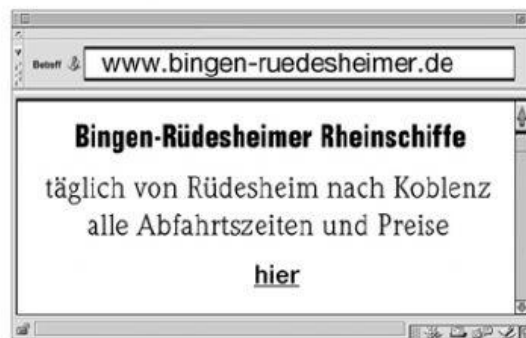 Betreff www.bingen-ruedesheimer.de
Bingen-Rüdesheimer Rheinschiffe
täglich von Rüdesheim nach Koblenz
alle Abfahrtszeiten und Preise
hier